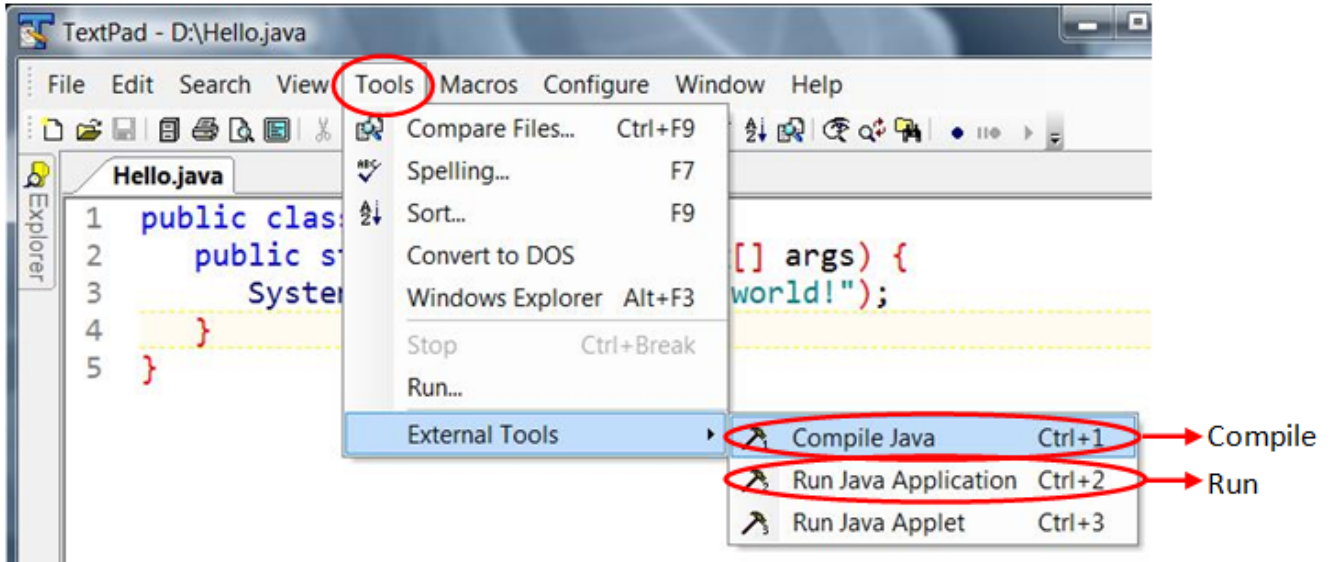 TextPad - D:\Hello.java
File Edit Search View Tools Macros Configure Window Help
Compare Files... Ctrl+F9
Hello.java
Spelling... F7
Explorer
1 public clas
Sort... F9
2 public s
Convert to DOS
[] args) {
3 System
Windows Explorer Alt+F3
world!");
4 }
Stop Ctrl+Break
5 }
Run...
External Tools
Compile Java Ctrl+1
Compile
Run Java Application Ctrl+2
Run
Run Java Applet Ctrl+3